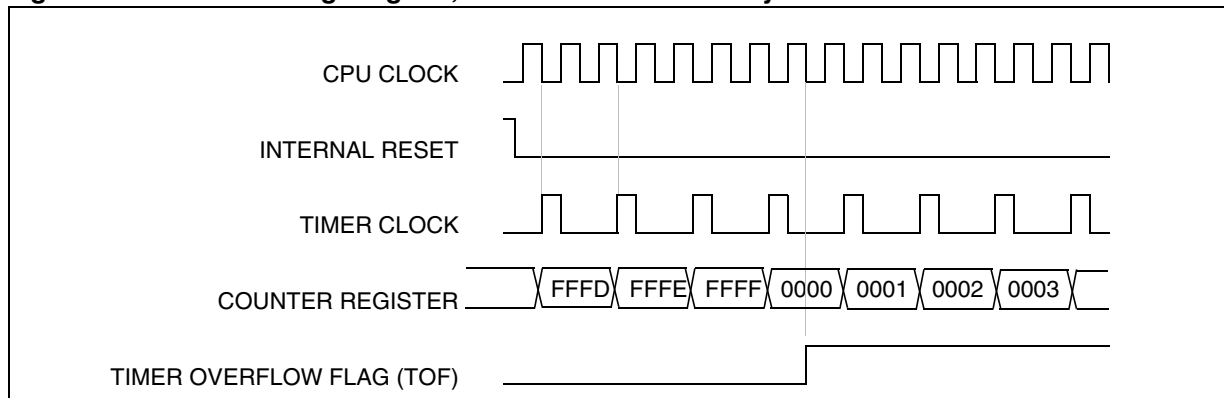 CPU CLOCK
INTERNAL RESET
TIMER CLOCK
FFFD FFFE FFFF 0000 0001 0002 0003
COUNTER REGISTER
TIMER OVERFLOW FLAG (TOF)